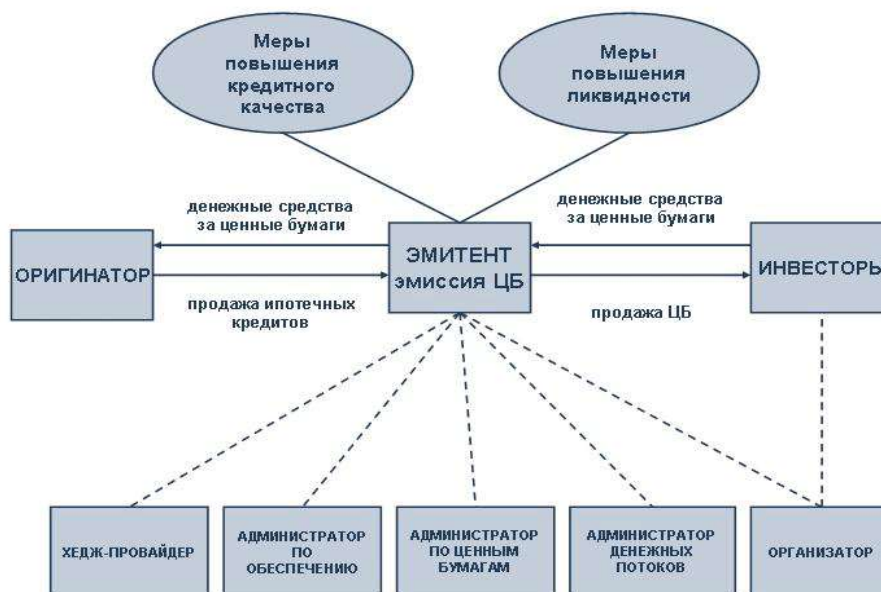 Меры
повышения
кредитного
качества
Меры
повышения
ликвидности
денежные средства
за ценные бумаги
денежные средства
за ценные бумаги
ОРИГИНАТОР
ЭМИТЕНТ
эмиссия ЦБ
ИНВЕСТОРЫ
продажа ипотечных
кредитов
продажа ЦБ
ХЕДЖ-ПРОВАЙДЕР
АДМИНИСТРАТОР
ПО
ОБЕСПЕЧЕНИЮ
АДМИНИСТРАТОР
ПО ЦЕННЫМ
БУМАГАМ
АДМИНИСТРАТОР
ДЕНЕЖНЫХ
ПОТОКОВ
ОРГАНИЗАТОР